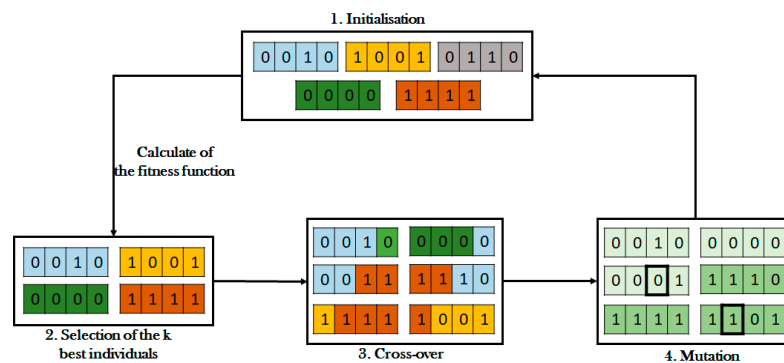 1. Initialisation
0 0 1 0 1 0 0 1 0 1 1 0
0 0 0 0 1 1 1 1
Calculate of
the fitness function
0 0 1 0 1 0 0 1
0 0 0 0 1 1 1 1
2. Selection of the k
best individuals
0 0 1 0 0 0 0 0
0 0 1 1 1 1 1 0
1 1 1 1 1 0 0 1
3. Cross-over
0 0 1 0 0 0 0 0
0 0 0 1 1 1 1 0
1 1 1 1 1 1 0 1
4. Mutation